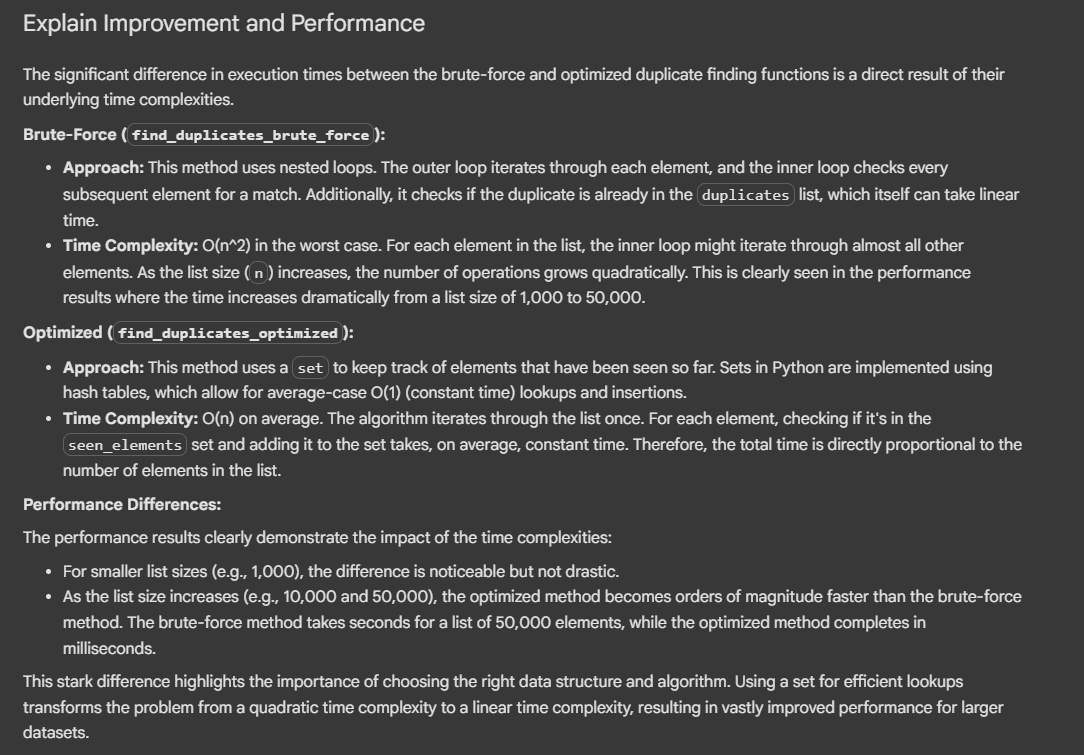 Explain Improvement and Performance
The significant difference in execution times between the brute-force and optimized duplicate finding functions is a direct result of their
underlying time complexities.
Brute-Force (find_duplicates_brute_force):
• Approach: This method uses nested loops. The outer loop iterates through each element, and the inner loop checks every
subsequent element for a match. Additionally, it checks if the duplicate is already in the duplicates list, which itself can take linear
time.
• Time Complexity: O(n^2) in the worst case. For each element in the list, the inner loop might iterate through almost all other
elements. As the list size (n) increases, the number of operations grows quadratically. This is clearly seen in the performance
results where the time increases dramatically from a list size of 1,000 to 50,000.
Optimized (find_duplicates_optimized):
• Approach: This method uses a set to keep track of elements that have been seen so far. Sets in Python are implemented using
hash tables, which allow for average-case O(1) (constant time) lookups and insertions.
• Time Complexity: O(n) on average. The algorithm iterates through the list once. For each element, checking if it's in the
seen_elements set and adding it to the set takes, on average, constant time. Therefore, the total time is directly proportional to the
number of elements in the list.
Performance Differences:
The performance results clearly demonstrate the impact of the time complexities:
• For smaller list sizes (e.g., 1,000), the difference is noticeable but not drastic.
• As the list size increases (e.g., 10,000 and 50,000), the optimized method becomes orders of magnitude faster than the brute-force
method. The brute-force method takes seconds for a list of 50,000 elements, while the optimized method completes in
milliseconds.
This stark difference highlights the importance of choosing the right data structure and algorithm. Using a set for efficient lookups
transforms the problem from a quadratic time complexity to a linear time complexity, resulting in vastly improved performance for larger
datasets.